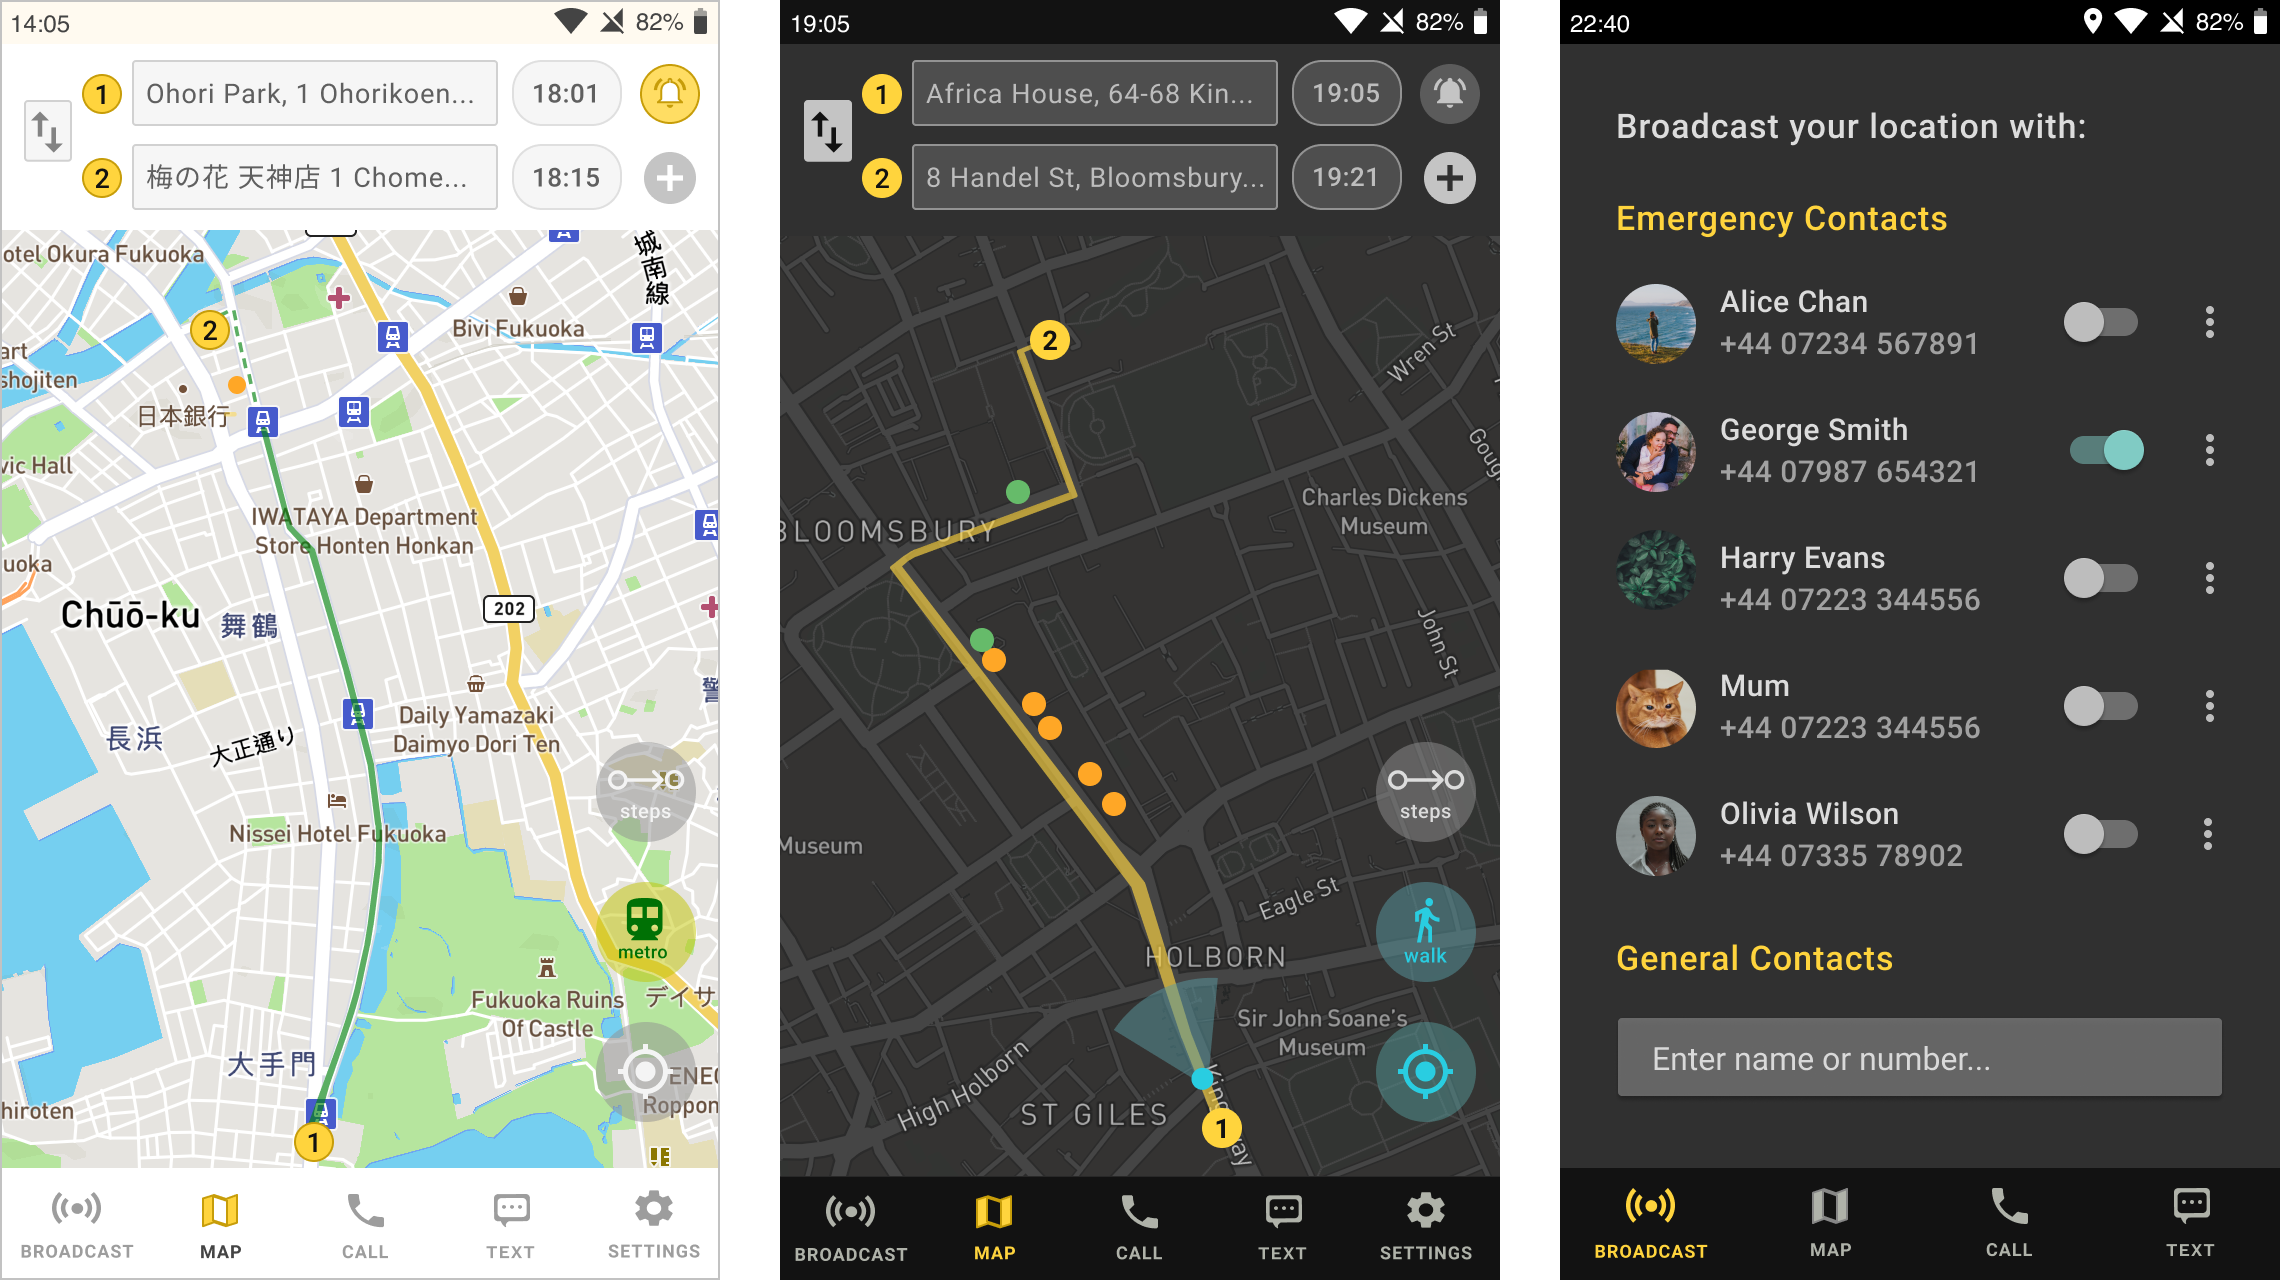 14:05
82%
1
Ohori Park, 1 Ohorikoen...
18:01
2
梅の花 天神店 1 Chome...
18:15
城南線
otel Okura Fukuoka
Bivi Fukuoka
2
art
shojiten
日本銀行
vic Hall
IWATAYA Department
Store Honten Honkan
uoka
202
Chūō-ku
舞鶴
警
長浜
大正通り
Daily Yamazaki
Daimyo Dori Ten
steps
Nissei Hotel Fukuoka
metro
Fukuoka Ruins
Of Castle
デイサ
大手門
ENEO
Roppon
hiroten
1
BROADCAST
MAP
CALL
TEXT
SETTINGS
19:05
82%
1
Africa House, 64-68 Kin...
19:05
2
8 Handel St, Bloomsbury...
19:21
2
Wren St
Goug
Charles Dickens
Museum
BLOOMSBURY
John St
steps
Museum
Eagle St
walk
HOLBORN
Sir John Soane's
Museum
High Holborn
ST GILES
1
BROADCAST
MAP
CALL
TEXT
SETTINGS
22:40
82%
Broadcast your location with:
Emergency Contacts
Alice Chan
+44 07234 567891
George Smith
+44 07987 654321
Harry Evans
+44 07223 344556
Mum
+44 07223 344556
Olivia Wilson
+44 07335 78902
General Contacts
Enter name or number...
BROADCAST
MAP
CALL
TEXT